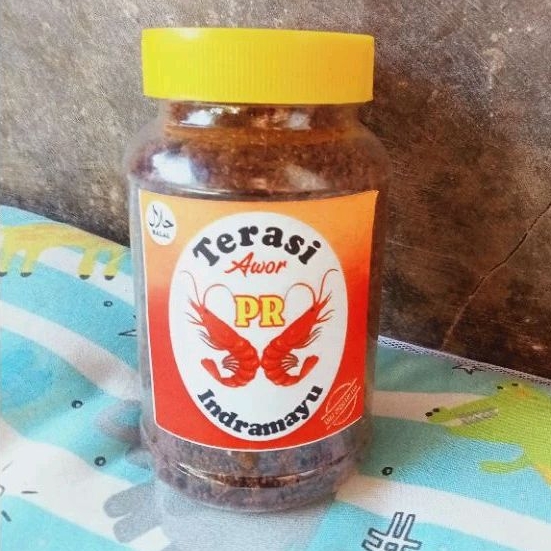 حلال
HALAL
Terasi
Awor
PR
Indramayu